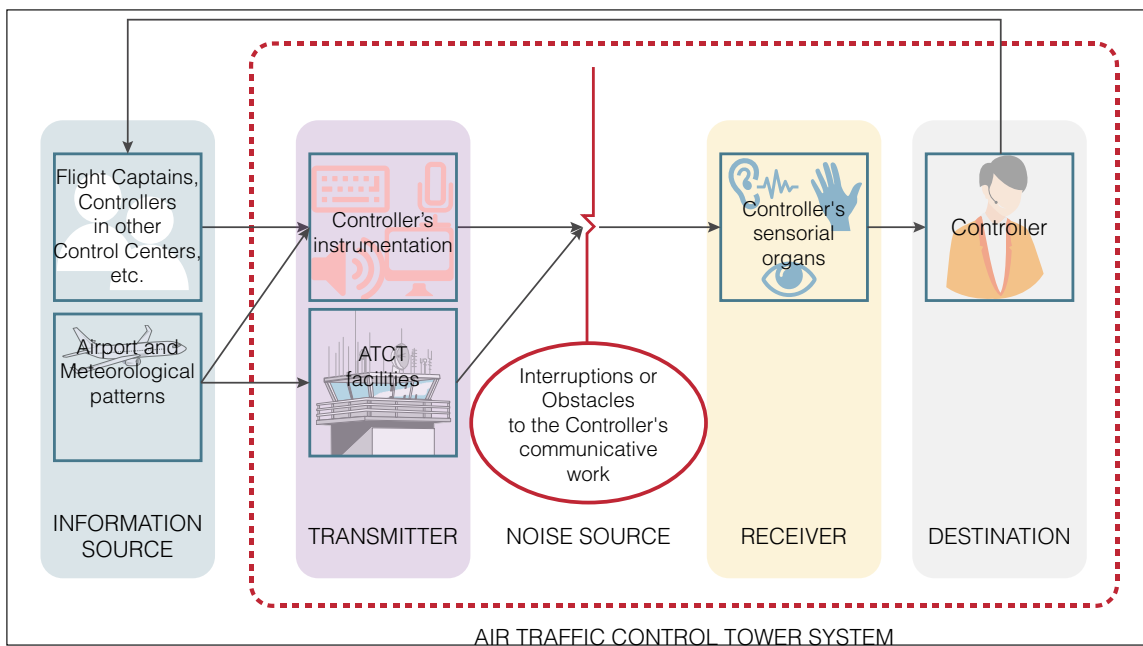 Flight Captains,
Controllers
in other
Control Centers,
etc.
Airport and
Meteorological
patterns
INFORMATION
SOURCE
Controller's
instrumentation
ATCT
facilities
TRANSMITTER
Interruptions or
Obstacles
to the Controller's
communicative
work
NOISE SOURCE
Controller's
sensorial
organs
RECEIVER
Controller
DESTINATION
AIR TRAFFIC CONTROL TOWER SYSTEM